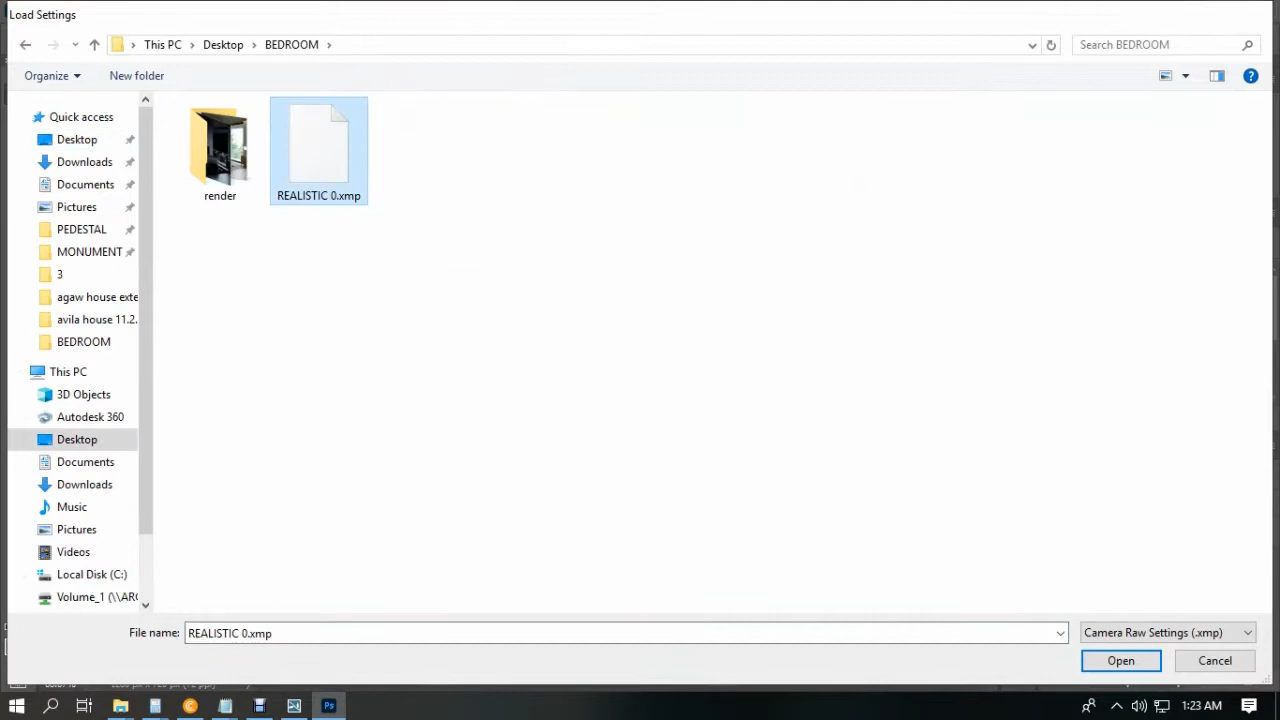 Load Settings
This PC
Desktop
BEDROOM
Search BEDROOM
Organize
New folder
Quick access
Desktop
Downloads
Documents
Pictures
PEDESTAL
MONUMENT
3
agaw house exte
avila house 11.2.
BEDROOM
This PC
3D Objects
Autodesk 360
Desktop
Documents
Downloads
Music
Pictures
Videos
Local Disk (C:)
Volume_1 (\\ARC
render
REALISTIC 0.xmp
File name:
REALISTIC 0.xmp
Camera Raw Settings (.xmp)
Open
Cancel
Ps
1:23 AM